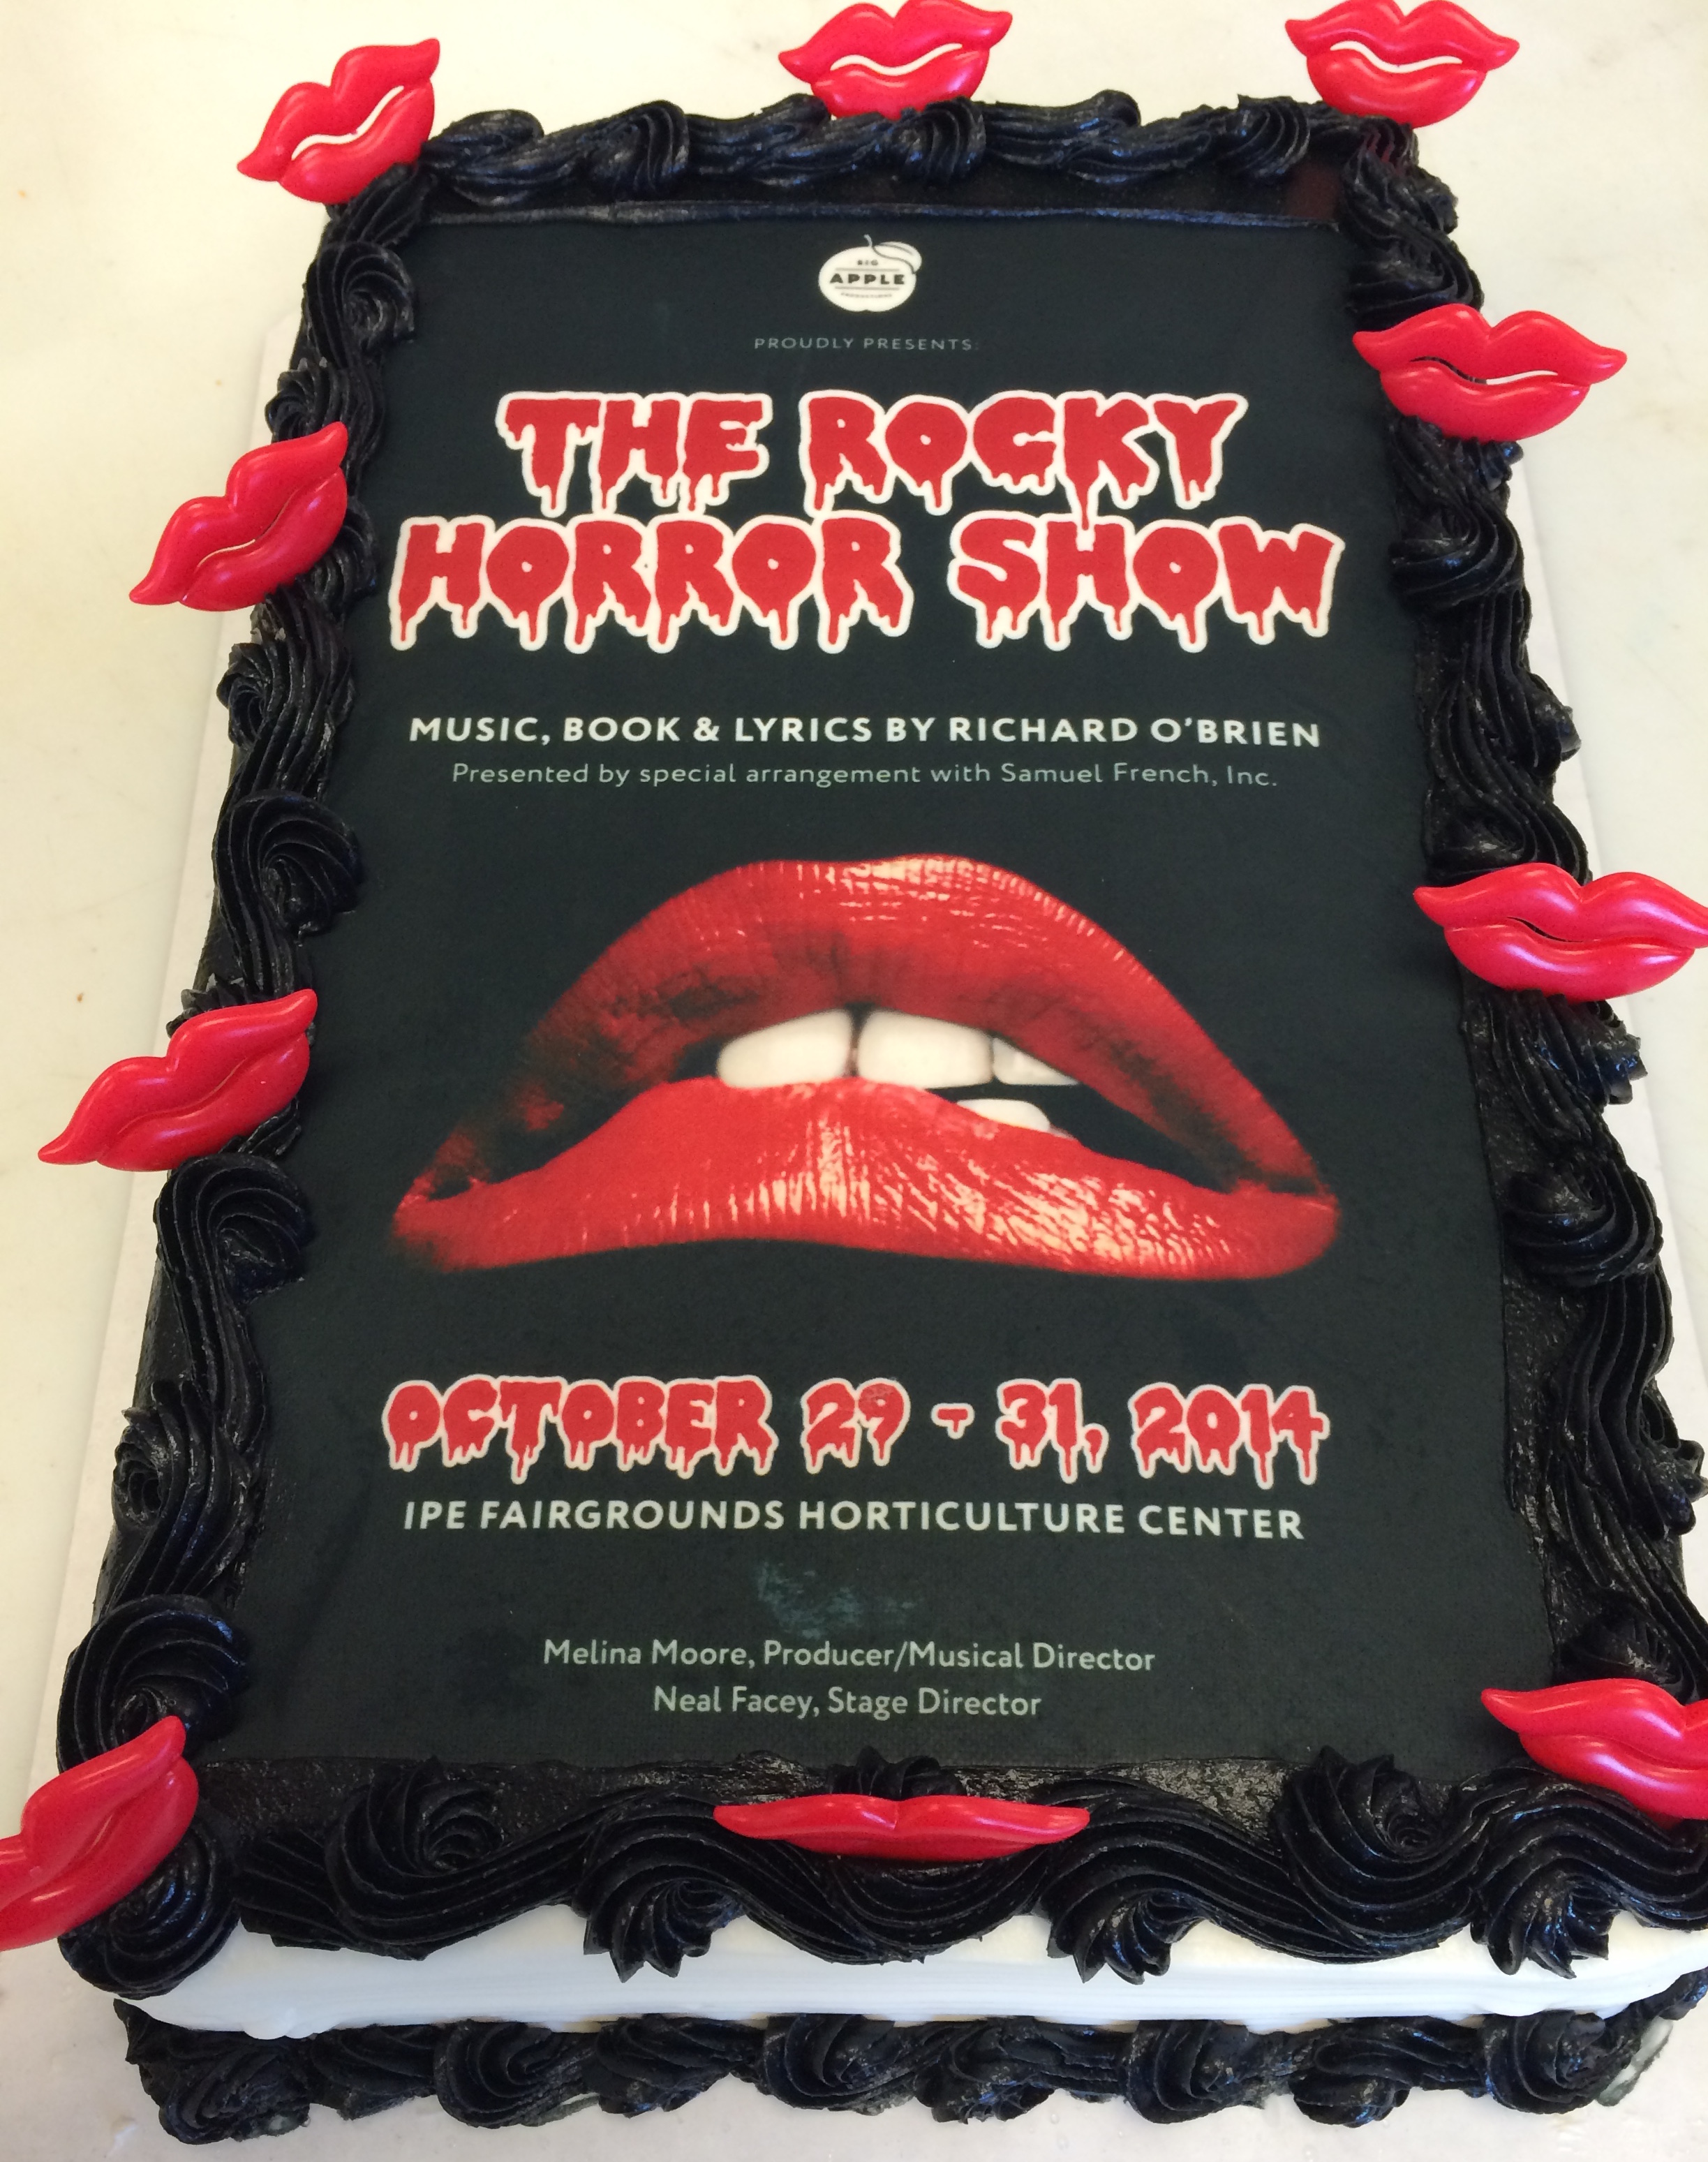 BIG
APPLE
PRODUCTIONS
PROUDLY PRESENTS:
THE ROCKY
HORROR SHOW
MUSIC, BOOK & LYRICS BY RICHARD O'BRIEN
Presented by special arrangement with Samuel French, Inc.
OCTOBER 29 - 31, 2014
IPE FAIRGROUNDS HORTICULTURE CENTER
Melina Moore, Producer/Musical Director
Neal Facey, Stage Director